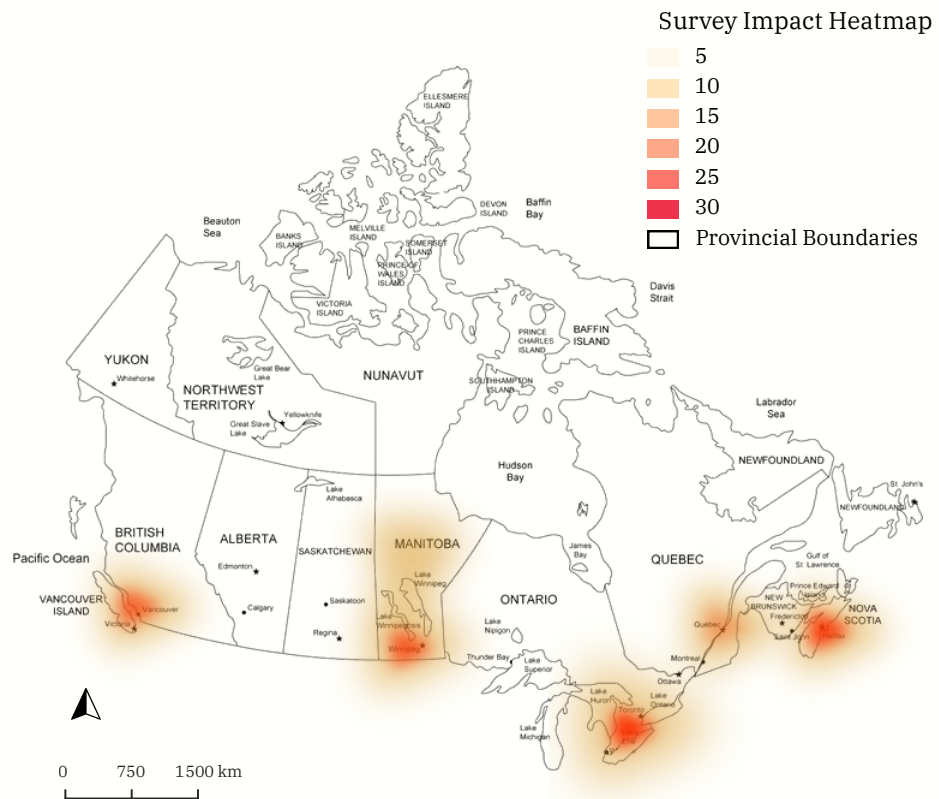 Survey Impact Heatmap
5
10
15
20
25
30
Provincial Boundaries
ELLESMERE
ISLAND
DEVON
ISLAND
Baffin
Bay
Beauton
Sea
BANKS
ISLAND
MELVILLE
ISLAND
SOMERSET
ISLAND
PRINCE OF
WALES
ISLAND
VICTORIA
ISLAND
Davis
Strait
PRINCE
CHARLES
ISLAND
BAFFIN
ISLAND
YUKON
Whitehorse
Great Bear
Lake
NORTHWEST
TERRITORY
NUNAVUT
SOUTHHAMPTON
ISLAND
Yellowknife
Great Slave
Lake
Labrador
Sea
Hudson
Bay
NEWFOUNDLAND
Lake
Athabasca
St. John's
NEWFOUNDLAND
BRITISH
COLUMBIA
ALBERTA
SASKATCHEWAN
MANITOBA
Pacific Ocean
Edmonton
James
Bay
QUEBEC
Gulf of
St. Lawrence
Lake
Winnipeg
Prince Edward
Island
VANCOUVER
ISLAND
Vancouver
Victoria
Calgary
Saskatoon
Regina
Lake
Winnipegosis
Winnipeg
ONTARIO
Lake
Nipigon
NEW
BRUNSWICK
Fredericton
Saint John
Halifax
NOVA
SCOTIA
Quebec
Thunder Bay
Lake
Superior
Montreal
Ottawa
Lake
Huron
Lake
Ontario
Toronto
Lake
Michigan
0
750
1500 km